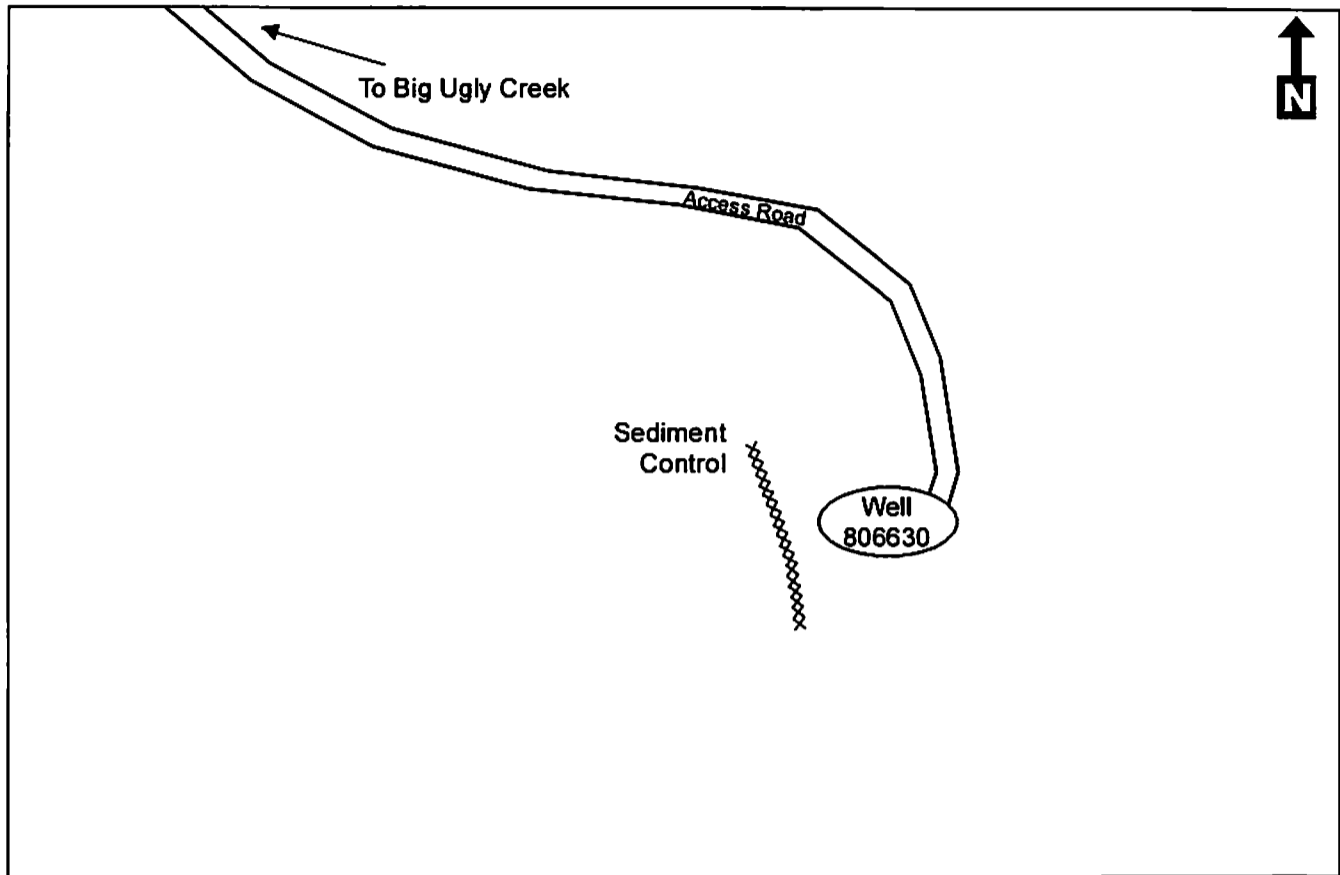 To Big Ugly Creek
N
Access Road
Sediment
Control
Well
806630